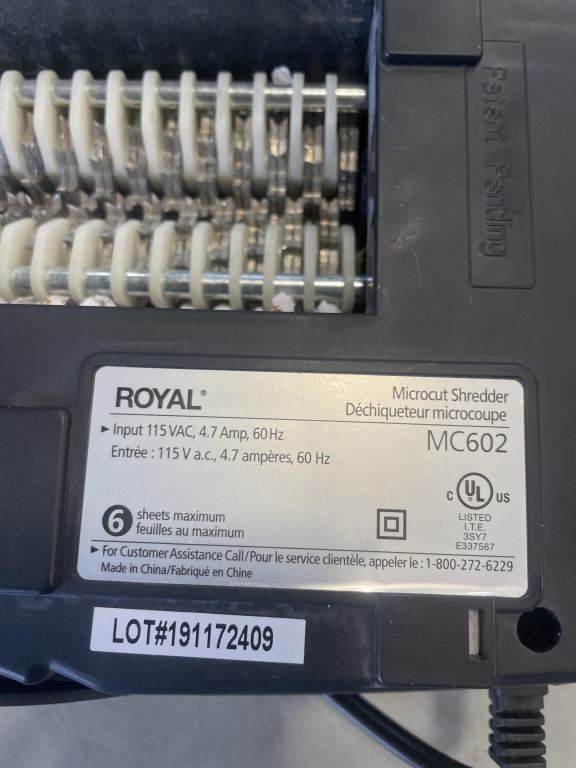 Patent Pending
ROYAL®
Microcut Shredder
Déchiqueteur microcoupe
MC602
▶ Input 115 VAC, 4.7 Amp, 60 Hz
Entrée : 115 V a.c., 4.7 ampères, 60 Hz
6 sheets maximum
feuilles au maximum
C UL US
LISTED
I.T.E.
3SY7
E337567
▶ For Customer Assistance Call/Pour le service clientèle, appeler le : 1-800-272-6229
Made in China/Fabriqué en Chine
LOT#191172409